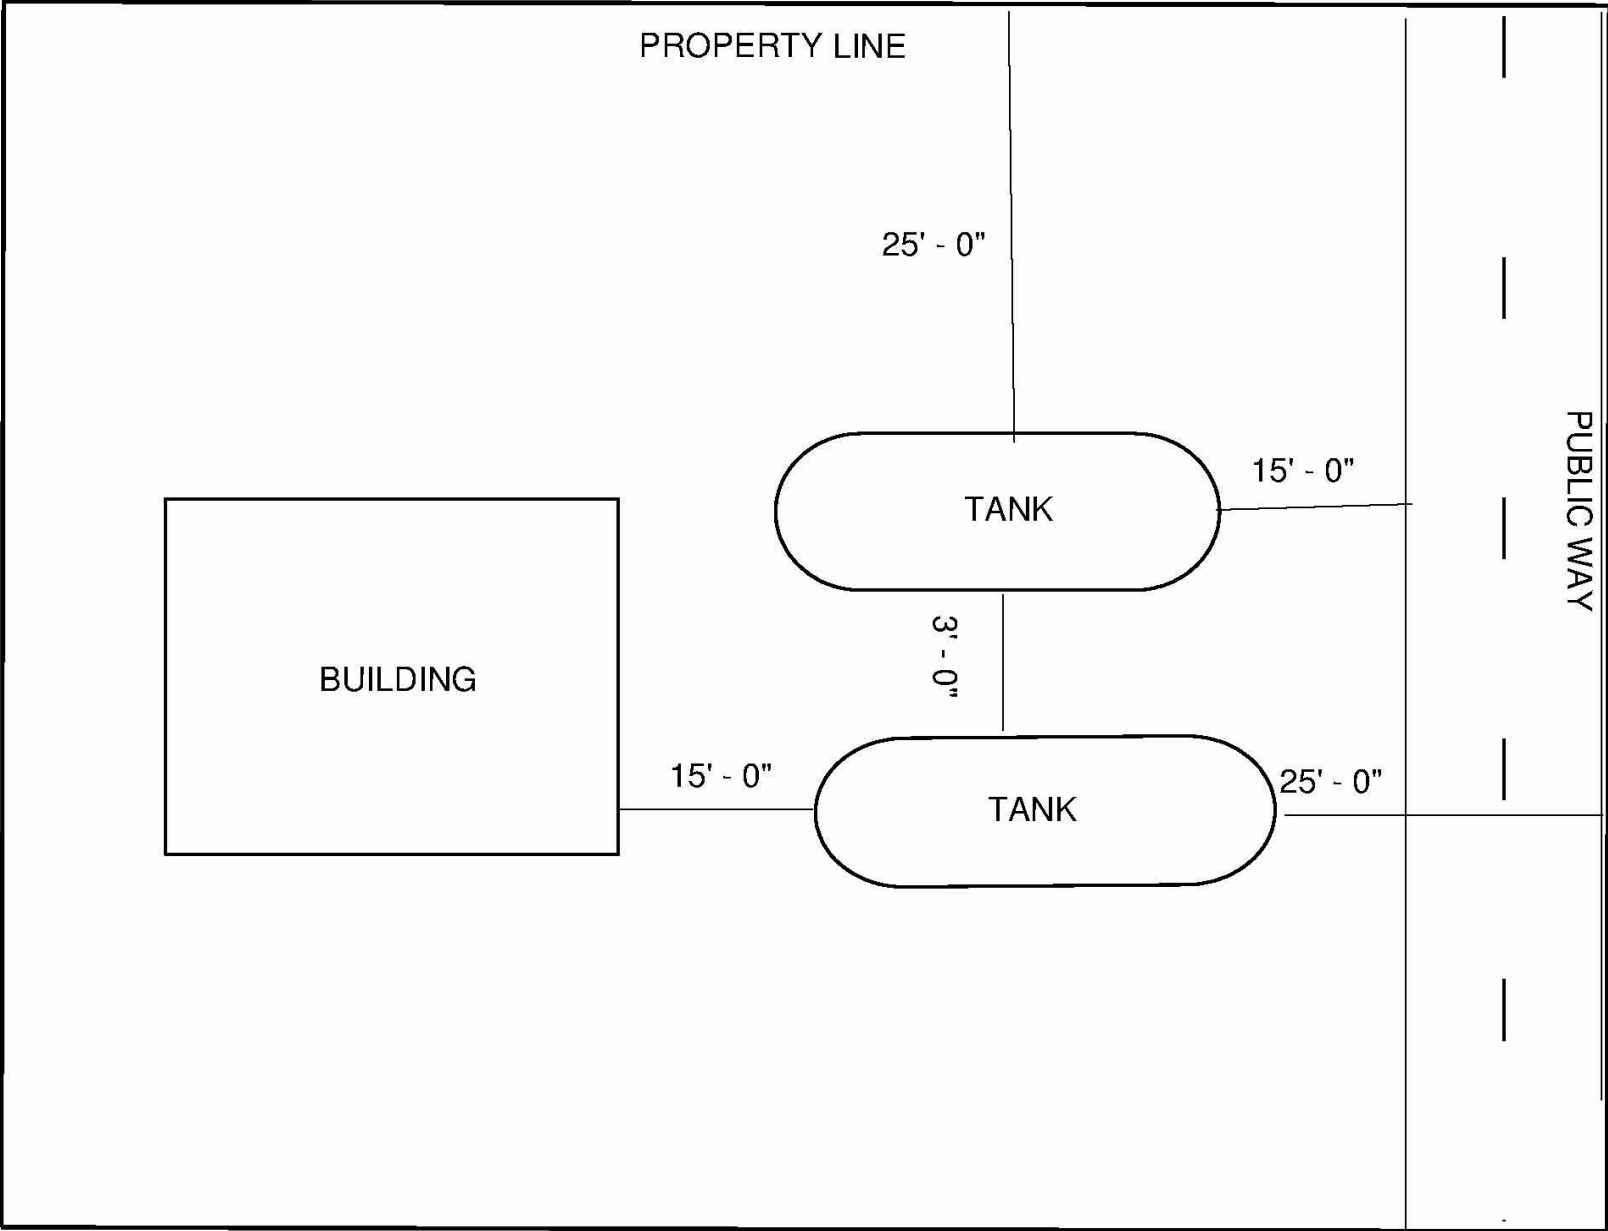 PROPERTY LINE
25' - 0"
15' - 0"
TANK
PUBLIC WAY
3' - 0"
BUILDING
15' - 0"
25' - 0"
TANK